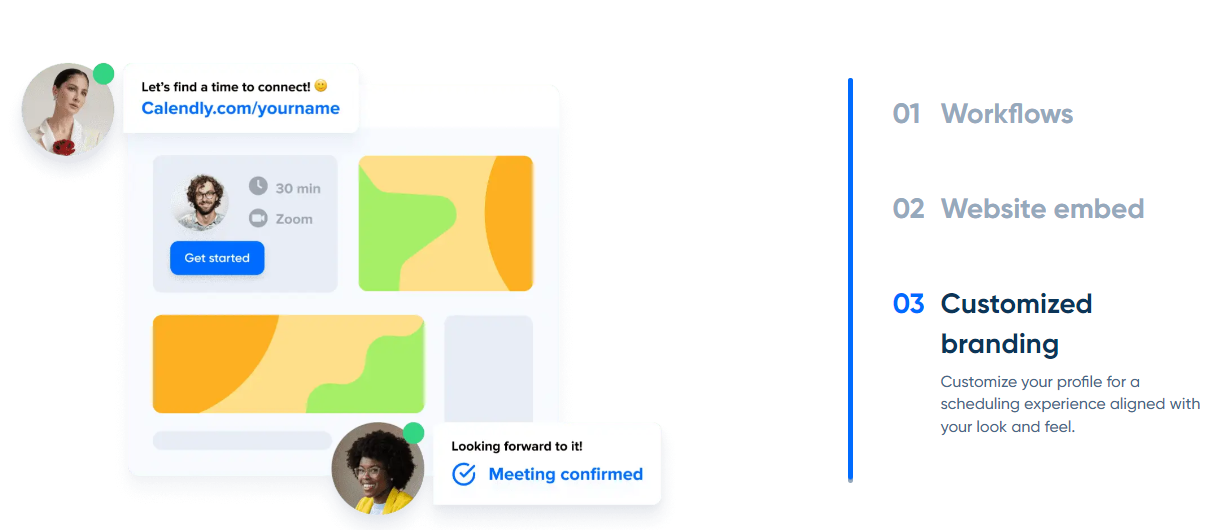 Let's find a time to connect! 🙂
Calendly.com/yourname
30 min
Zoom
Get started
Looking forward to it!
Meeting confirmed
01 Workflows
02 Website embed
03 Customized
branding
Customize your profile for a
scheduling experience aligned with
your look and feel.